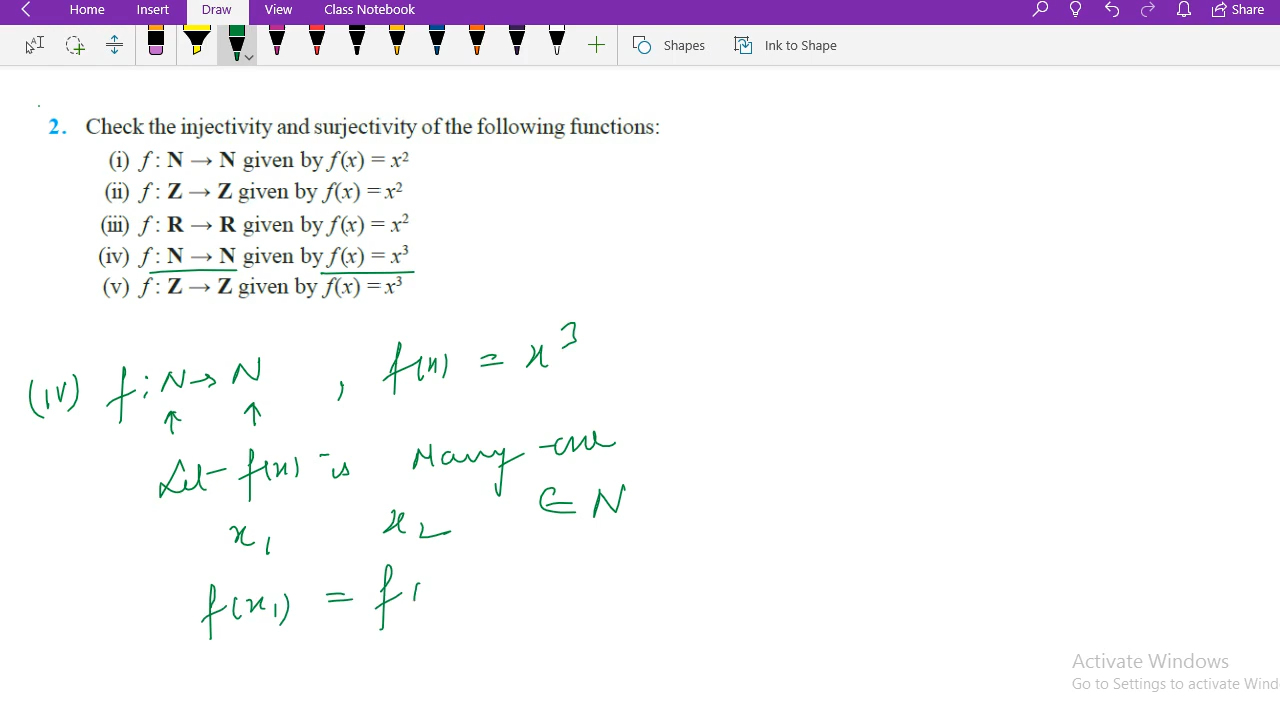 Home Insert Draw View Class Notebook Share
Shapes Ink to Shape
2. Check the injectivity and surjectivity of the following functions:
(i) f : N → N given by f(x) = x²
(ii) f : Z → Z given by f(x) = x²
(iii) f : R → R given by f(x) = x²
(iv) f : N → N given by f(x) = x³
(v) f : Z → Z given by f(x) = x³
(iv) f : N → N , f(x) = x³
↑ ↑
Let f(x) is Many-one
x₁ x₂ ∈ N
f(x₁) = f(
Activate Windows
Go to Settings to activate Wind